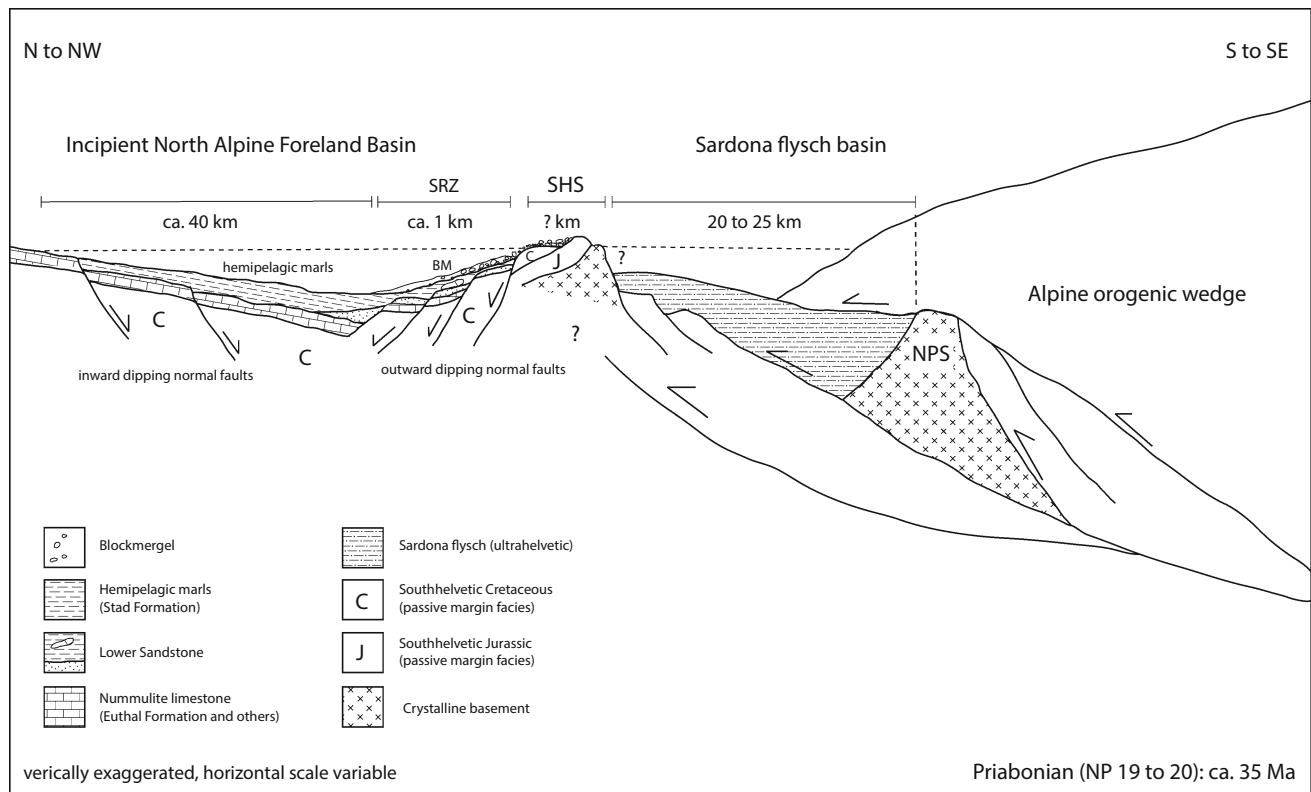 N to NW
S to SE
Incipient North Alpine Foreland Basin
Sardona flysch basin
SRZ
SHS
ca. 40 km
ca. 1 km
? km
20 to 25 km
hemipelagic marls
BM
C
J
?
Alpine orogenic wedge
C
C
C
?
NPS
inward dipping normal faults
outward dipping normal faults
Blockmergel
Sardona flysch (ultrahelvetic)
Hemipelagic marls
(Stad Formation)
C
Southhelvetic Cretaceous
(passive margin facies)
Lower Sandstone
J
Southhelvetic Jurassic
(passive margin facies)
Nummulite limestone
(Euthal Formation and others)
Crystalline basement
verically exaggerated, horizontal scale variable
Priabonian (NP 19 to 20): ca. 35 Ma